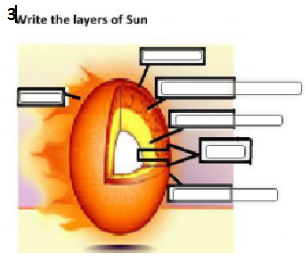 3
Write the layers of Sun